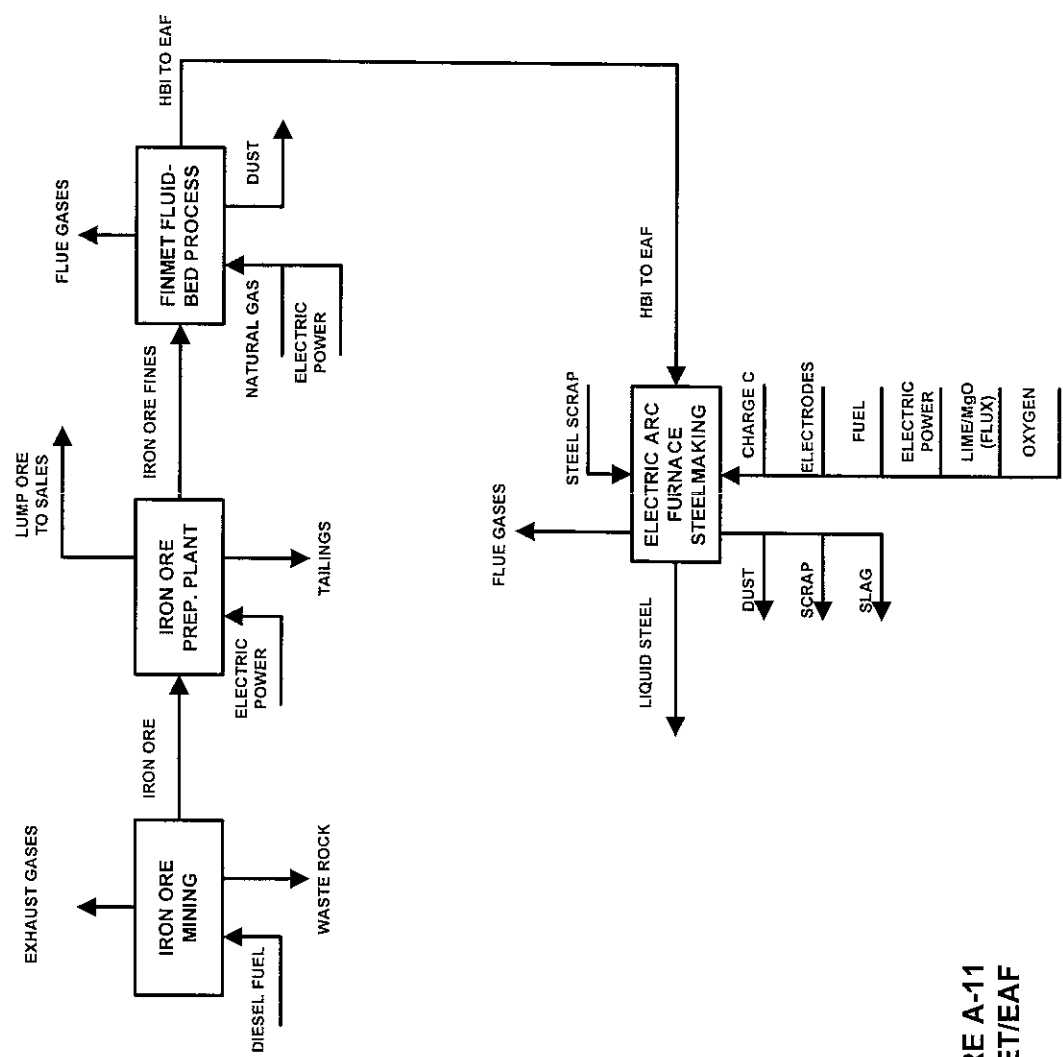 EXHAUST GASES
IRON ORE
MINING
DIESEL FUEL
WASTE ROCK
IRON ORE
LUMP ORE
TO SALES
IRON ORE
PREP. PLANT
ELECTRIC
POWER
TAILINGS
IRON ORE FINES
FLUE GASES
FINMET FLUID-
BED PROCESS
NATURAL GAS
ELECTRIC
POWER
DUST
HBI TO EAF
HBI TO EAF
STEEL SCRAP
FLUE GASES
ELECTRIC ARC
FURNACE
STEELMAKING
LIQUID STEEL
DUST
SCRAP
SLAG
CHARGE C
ELECTRODES
FUEL
ELECTRIC
POWER
LIME/MgO
(FLUX)
OXYGEN
RE A-11
ET/EAF